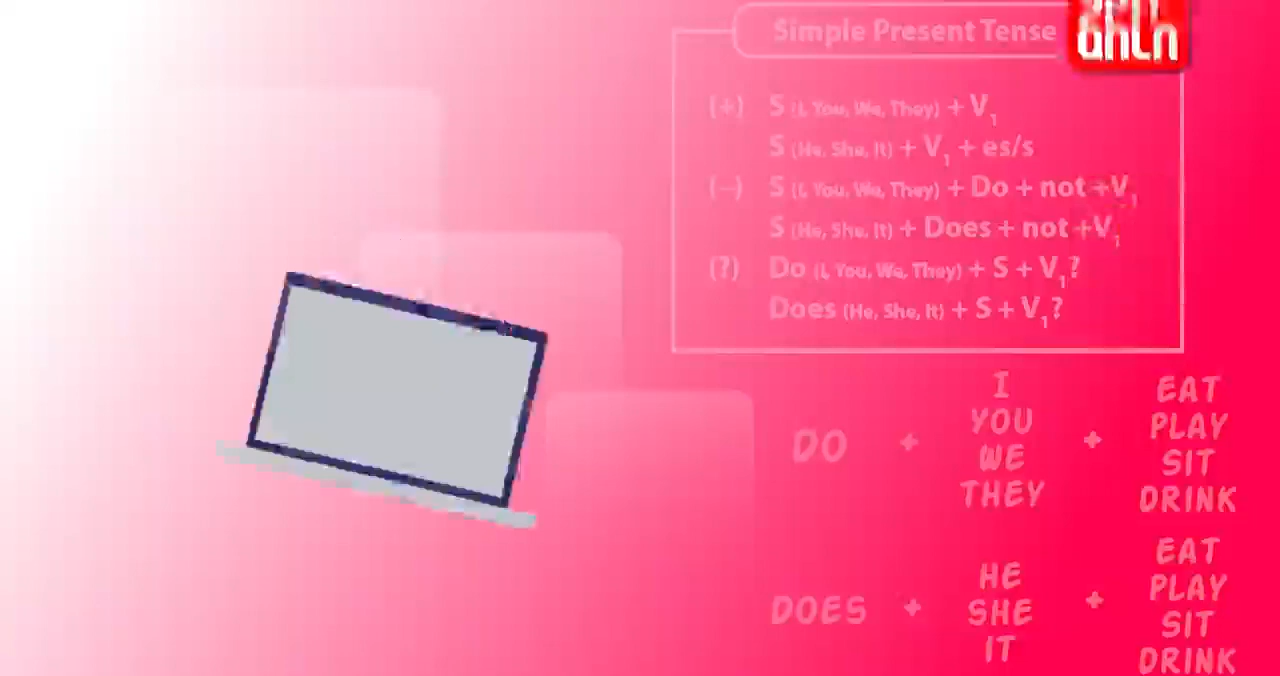 Simple Present Tense
(+) S (I, You, We, They) + V1
S (He, She, It) + V1 + es/s
(–) S (I, You, We, They) + Do + not +V1
S (He, She, It) + Does + not +V1
(?) Do (I, You, We, They) + S + V1?
Does (He, She, It) + S + V1?
DO + I YOU WE THEY + EAT PLAY SIT DRINK
DOES + HE SHE IT + EAT PLAY SIT DRINK